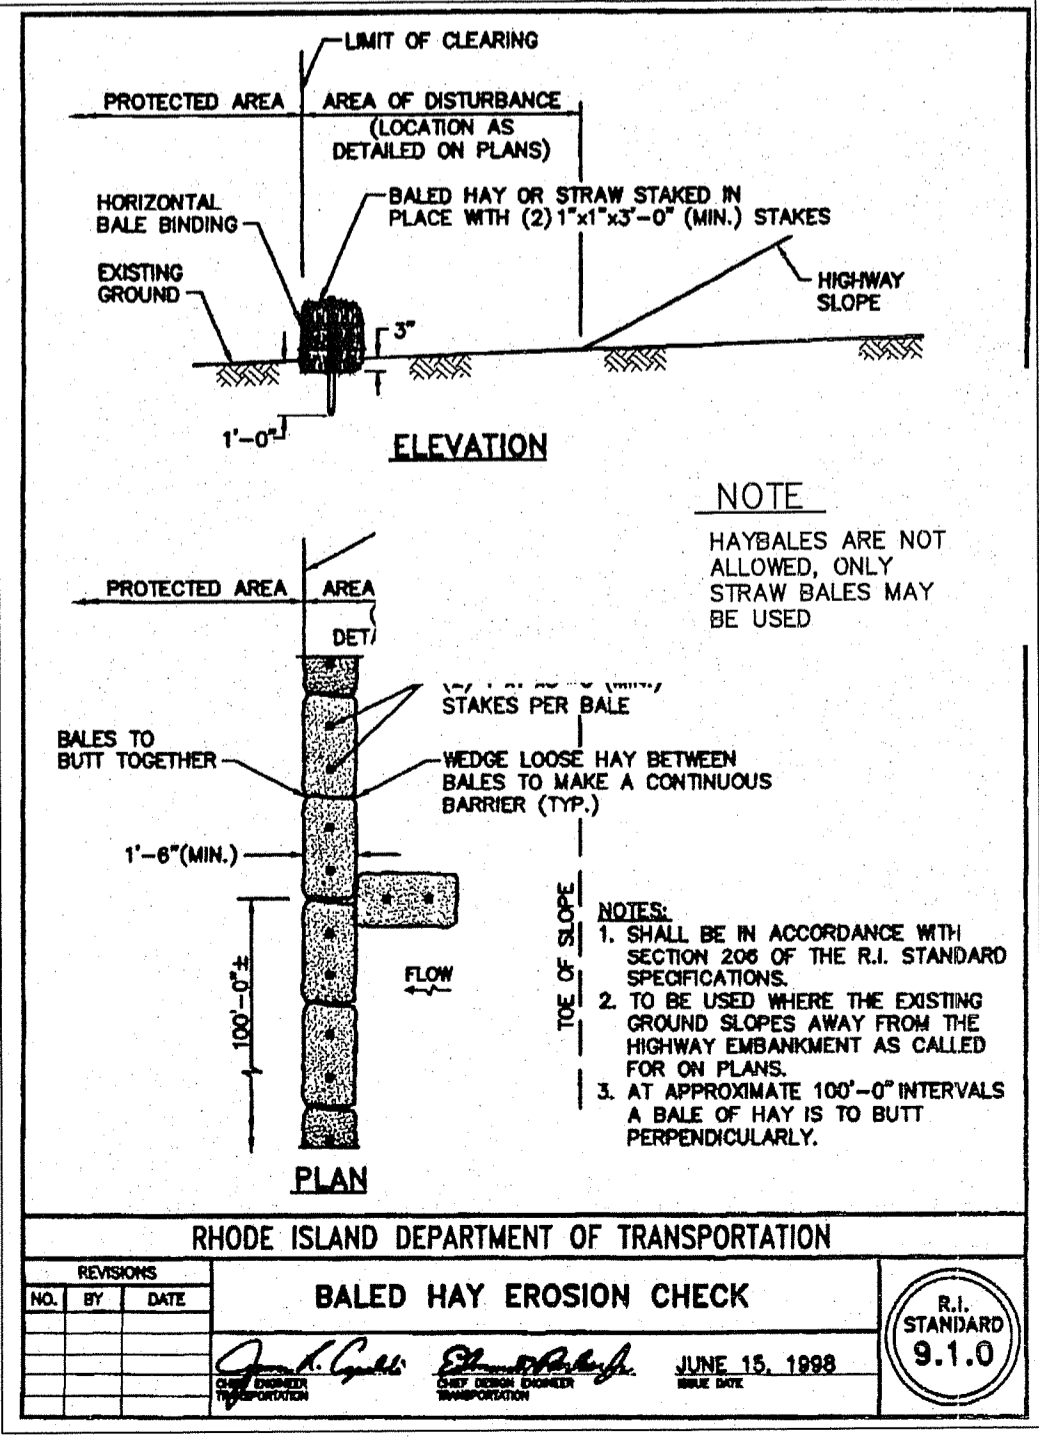 LIMIT OF CLEARING
PROTECTED AREA
AREA OF DISTURBANCE
(LOCATION AS
DETAILED ON PLANS)
HORIZONTAL
BALE BINDING
BALED HAY OR STRAW STAKED IN
PLACE WITH (2) 1"x1"x3'-0" (MIN.) STAKES
EXISTING
GROUND
HIGHWAY
SLOPE
3"
1'-0"
ELEVATION
NOTE
HAYBALES ARE NOT
ALLOWED, ONLY
STRAW BALES MAY
BE USED
PROTECTED AREA
AREA
(
DETA
STAKES PER BALE
BALES TO
BUTT TOGETHER
WEDGE LOOSE HAY BETWEEN
BALES TO MAKE A CONTINUOUS
BARRIER (TYP.)
1'-6"(MIN.)
100'-0"±
FLOW
TOE OF SLOPE
NOTES:
1. SHALL BE IN ACCORDANCE WITH
SECTION 206 OF THE R.I. STANDARD
SPECIFICATIONS.
2. TO BE USED WHERE THE EXISTING
GROUND SLOPES AWAY FROM THE
HIGHWAY EMBANKMENT AS CALLED
FOR ON PLANS.
3. AT APPROXIMATE 100'-0" INTERVALS
A BALE OF HAY IS TO BUTT
PERPENDICULARLY.
PLAN
RHODE ISLAND DEPARTMENT OF TRANSPORTATION
REVISIONS
NO. BY DATE
BALED HAY EROSION CHECK
CHIEF ENGINEER
TRANSPORTATION
CHIEF DESIGN ENGINEER
TRANSPORTATION
JUNE 15, 1998
ISSUE DATE
R.I.
STANDARD
9.1.0